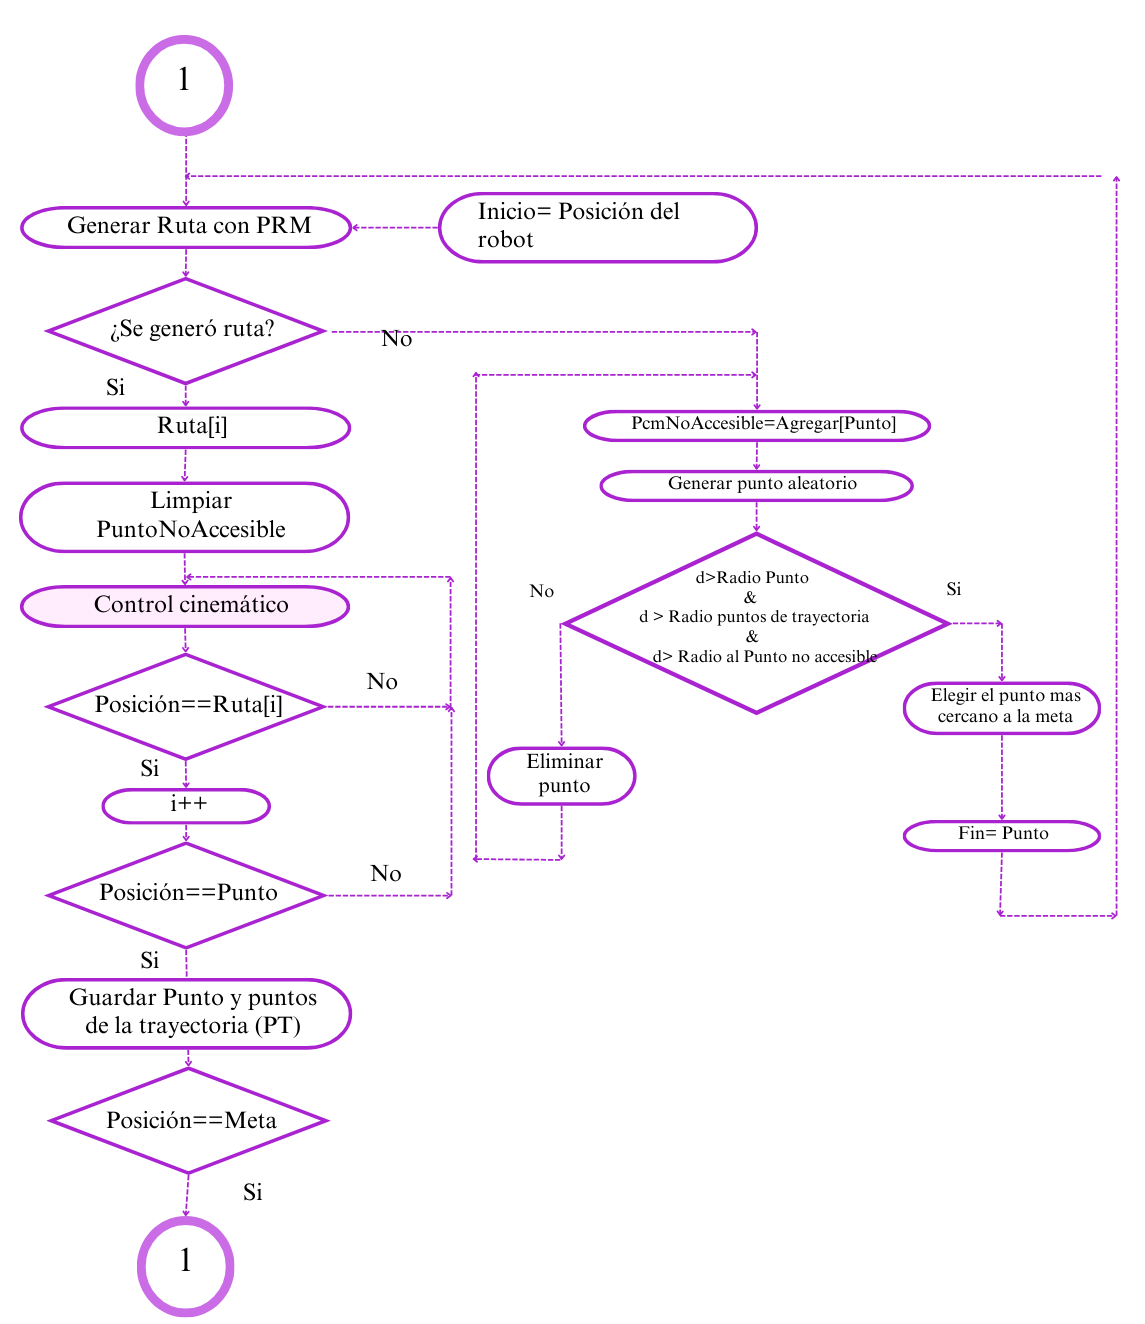 1
Generar Ruta con PRM
Inicio= Posición del
robot
¿Se generó ruta?
No
Si
Ruta[i]
Limpiar
PuntoNoAccesible
Control cinemático
Posición==Ruta[i]
No
Si
i++
Posición==Punto
No
Si
Guardar Punto y puntos
de la trayectoria (PT)
Posición==Meta
Si
1
PcmNoAccesible=Agregar[Punto]
Generar punto aleatorio
d>Radio Punto
&
d > Radio puntos de trayectoria
&
d> Radio al Punto no accesible
No
Si
Eliminar
punto
Elegir el punto mas
cercano a la meta
Fin= Punto